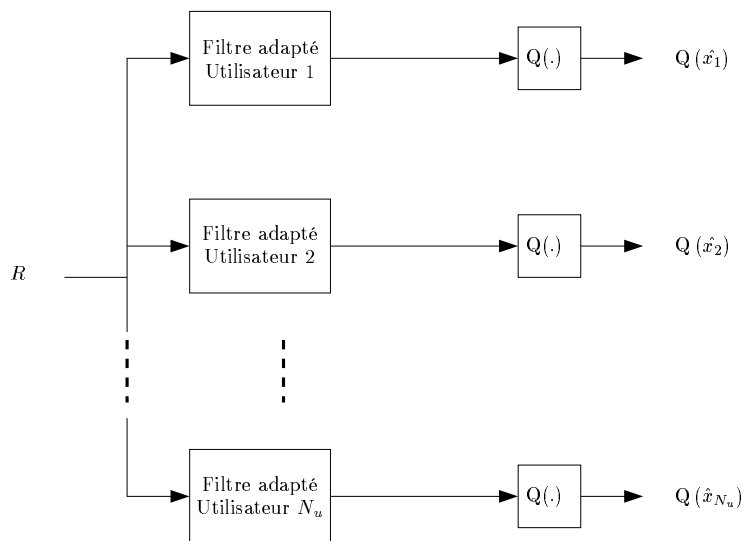 Filtre adapté
Utilisateur 1
Q(.)
Q (x̂₁)
Filtre adapté
Utilisateur 2
Q(.)
Q (x̂₂)
R
Filtre adapté
Utilisateur Nᵤ
Q(.)
Q (x̂_{Nᵤ})